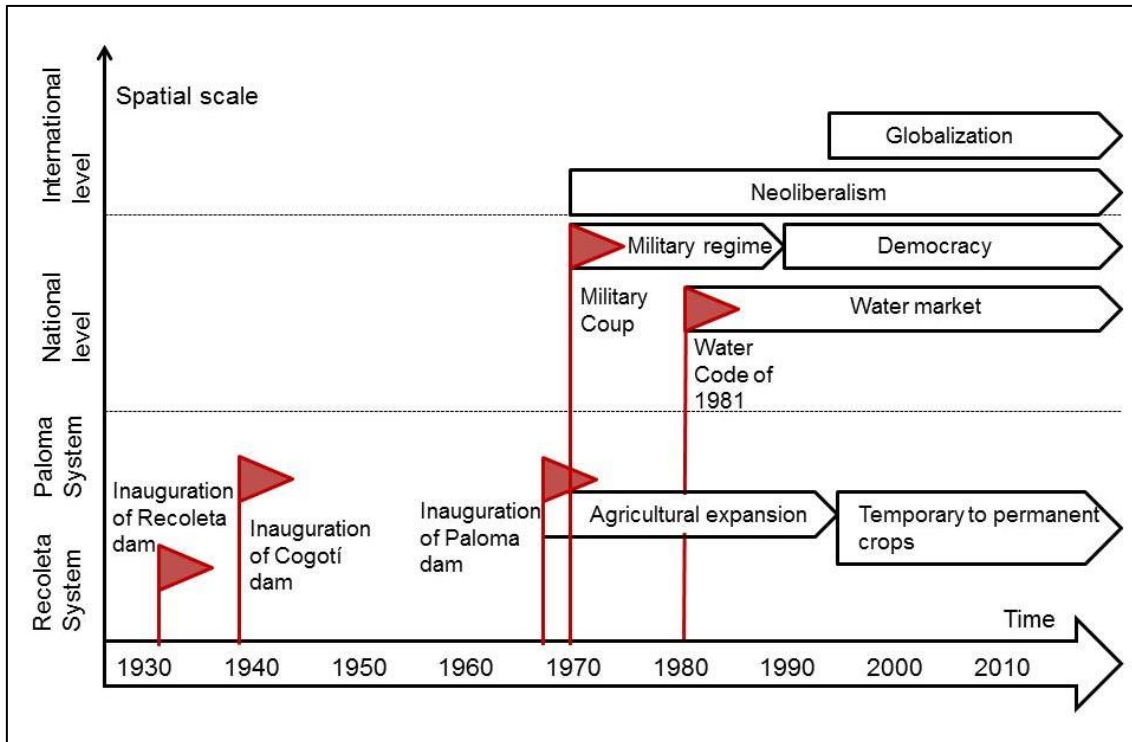 Spatial scale
International
level
Globalization
Neoliberalism
National
level
Military regime
Democracy
Military
Coup
Water market
Water
Code of
1981
Paloma
System
Recoleta
System
Inauguration
of Recoleta
dam
Inauguration
of Cogotí
dam
Inauguration
of Paloma
dam
Agricultural expansion
Temporary to permanent
crops
Time
1930 1940 1950 1960 1970 1980 1990 2000 2010